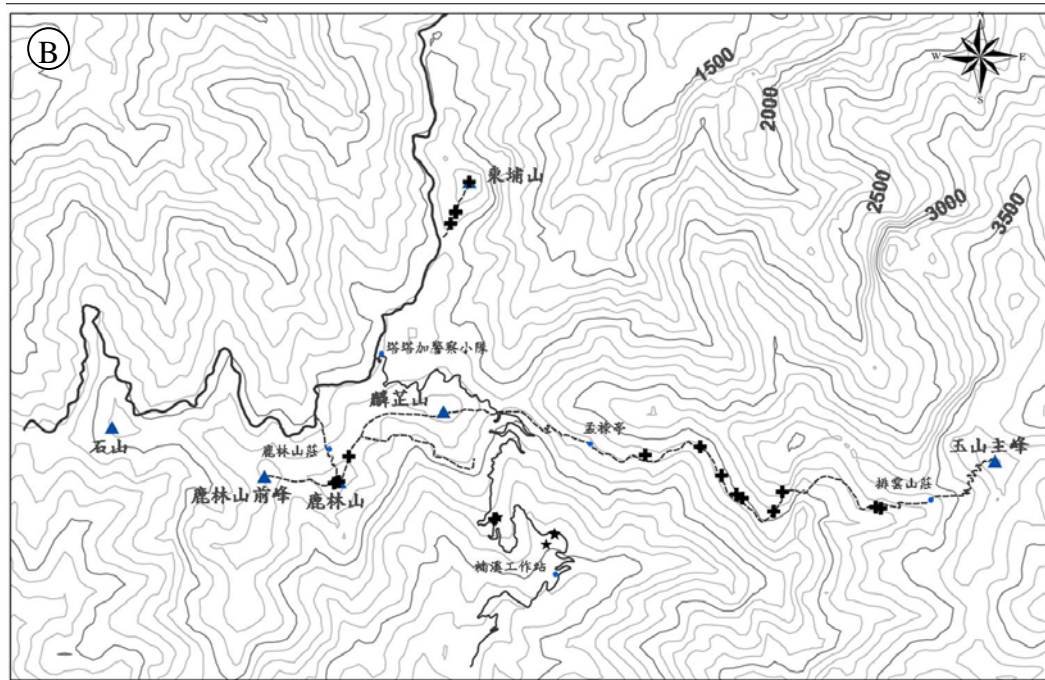 B
N
W
E
S
1500
2000
2500
3000
3500
東埔山
塔塔加警察小隊
麟芷山
石山
鹿林山莊
鹿林山前峰
鹿林山
孟祿亭
玉山主峰
排雲山莊
楠溪工作站